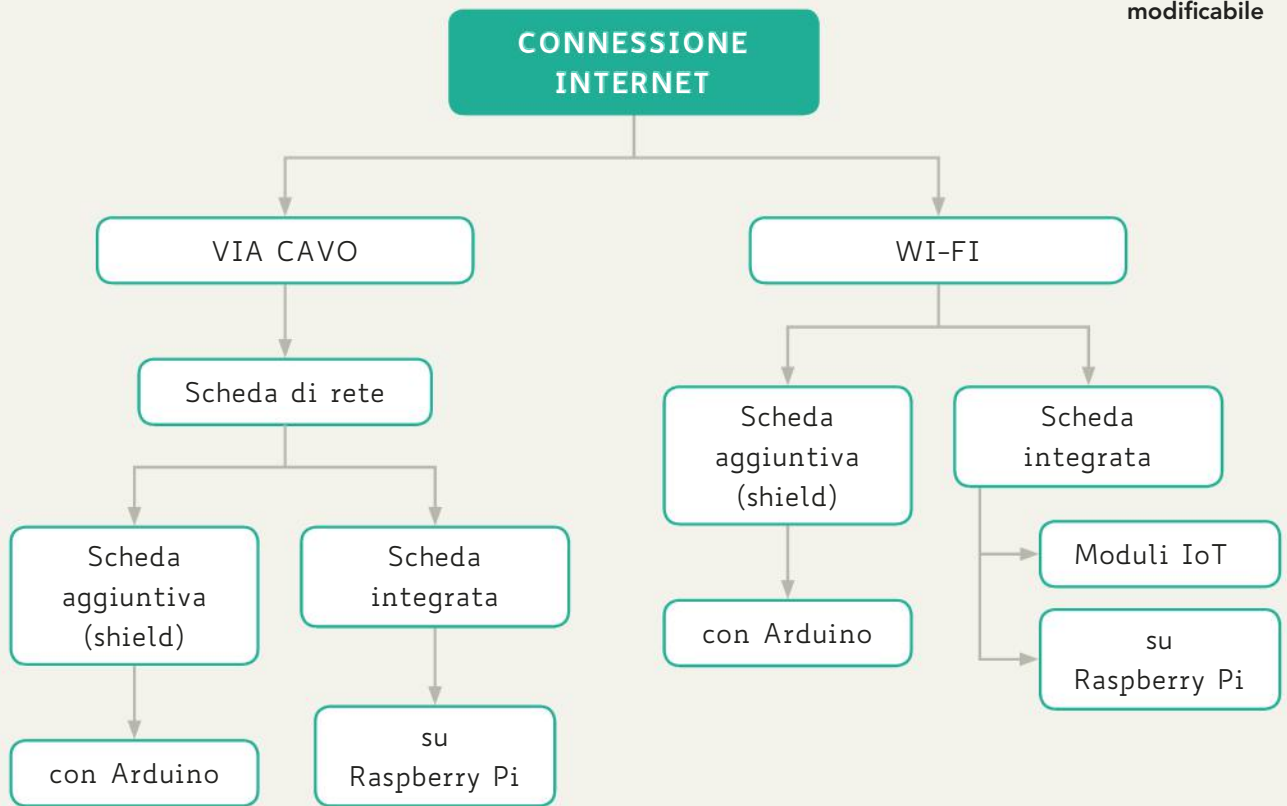 modificabile
CONNESSIONE
INTERNET
VIA CAVO
WI-FI
Scheda di rete
Scheda
aggiuntiva
(shield)
Scheda
integrata
Scheda
aggiuntiva
(shield)
Scheda
integrata
Moduli IoT
con Arduino
su
Raspberry Pi
con Arduino
su
Raspberry Pi